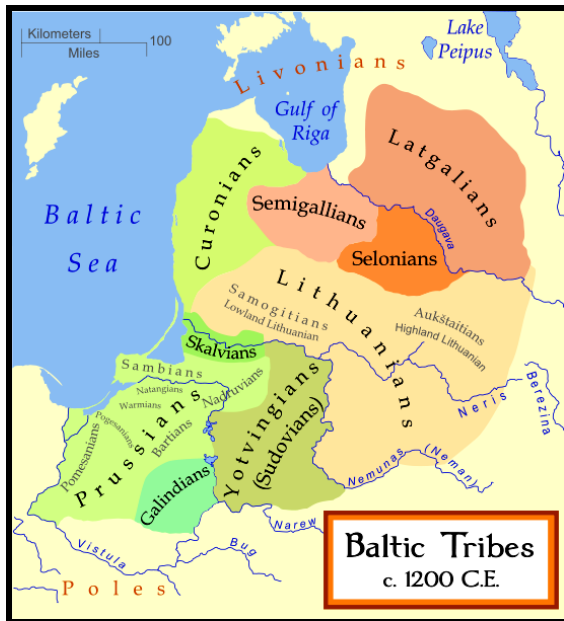 Kilometers
100
Miles
Lake
Peipus
Livonians
Gulf of
Riga
Latgalians
Curonians
Baltic
Sea
Semigallians
Daugava
Selonians
Lithuanians
Samogitians
Lowland Lithuanian
Aukštaitians
Highland Lithuanian
Skalvians
Sambians
Nadruvians
Natangians
Warmians
Pogesanians
Bartians
Pomesanians
Prussians
Yotvingians
(Sudovians)
Galindians
Neris
Berezina
Nemunas (Neman)
Narew
Bug
Vistula
Poles
Baltic Tribes
c. 1200 C.E.